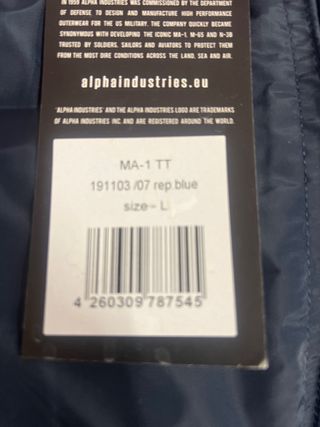 IN 1959 ALPHA INDUSTRIES WAS COMMISSIONED BY THE DEPARTMENT
OF DEFENSE TO DESIGN AND MANUFACTURE HIGH PERFORMANCE
OUTERWEAR FOR THE US MILITARY. THE COMPANY QUICKLY BECAME
SYNONYMOUS WITH DEVELOPING THE ICONIC MA-1, M-65 AND N-3B
TRUSTED BY SOLDIERS, SAILORS AND AVIATORS TO PROTECT THEM
FROM THE MOST DIRE CONDITIONS ACROSS THE LAND, SEA AND AIR.
alphaindustries.eu
'ALPHA INDUSTRIES' AND THE ALPHA INDUSTRIES LOGO ARE TRADEMARKS
OF ALPHA INDUSTRIES INC. AND ARE REGISTERED AROUND THE WORLD.
MA-1 TT
191103 /07 rep.blue
size - L
4 260309 787545